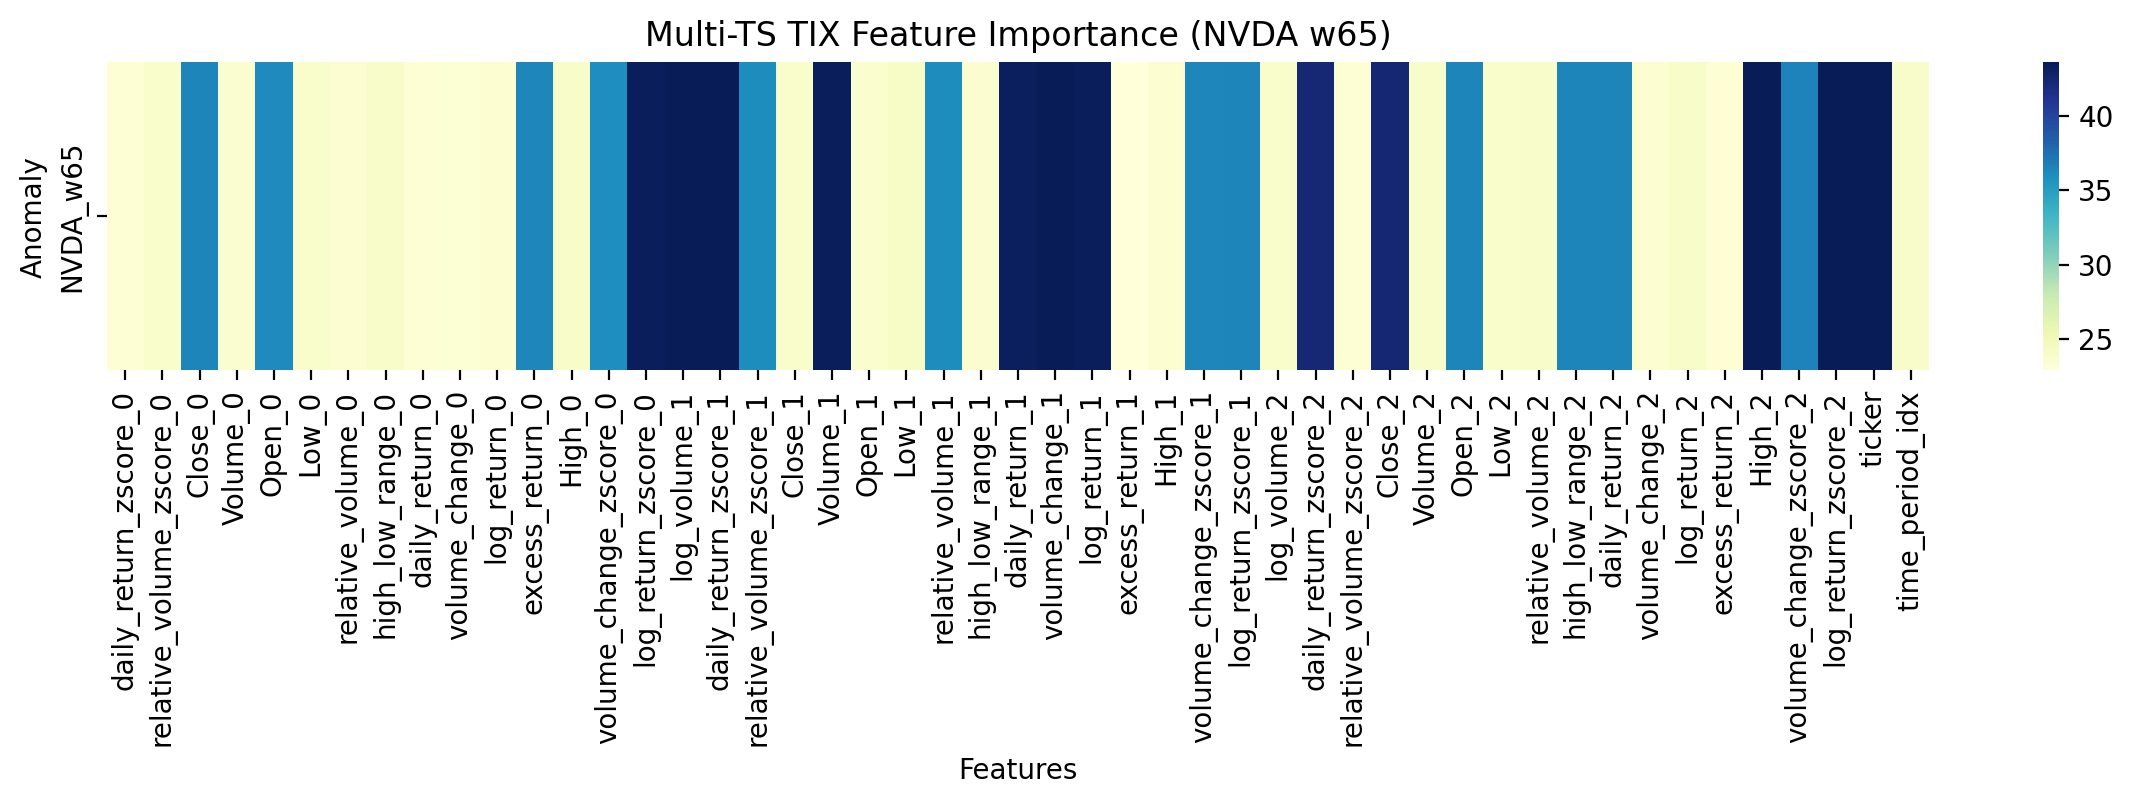 Multi-TS TIX Feature Importance (NVDA w65)
Anomaly
NVDA_w65
40
35
30
25
daily_return_zscore_0
relative_volume_zscore_0
Close_0
Volume_0
Open_0
Low_0
relative_volume_0
high_low_range_0
daily_return_0
volume_change_0
log_return_0
excess_return_0
High_0
volume_change_zscore_0
log_return_zscore_0
log_volume_1
daily_return_zscore_1
relative_volume_zscore_1
Close_1
Volume_1
Open_1
Low_1
relative_volume_1
high_low_range_1
daily_return_1
volume_change_1
log_return_1
excess_return_1
High_1
volume_change_zscore_1
log_return_zscore_1
log_volume_2
daily_return_zscore_2
relative_volume_zscore_2
Close_2
Volume_2
Open_2
Low_2
relative_volume_2
high_low_range_2
daily_return_2
volume_change_2
log_return_2
excess_return_2
High_2
volume_change_zscore_2
log_return_zscore_2
ticker
time_period_idx
Features